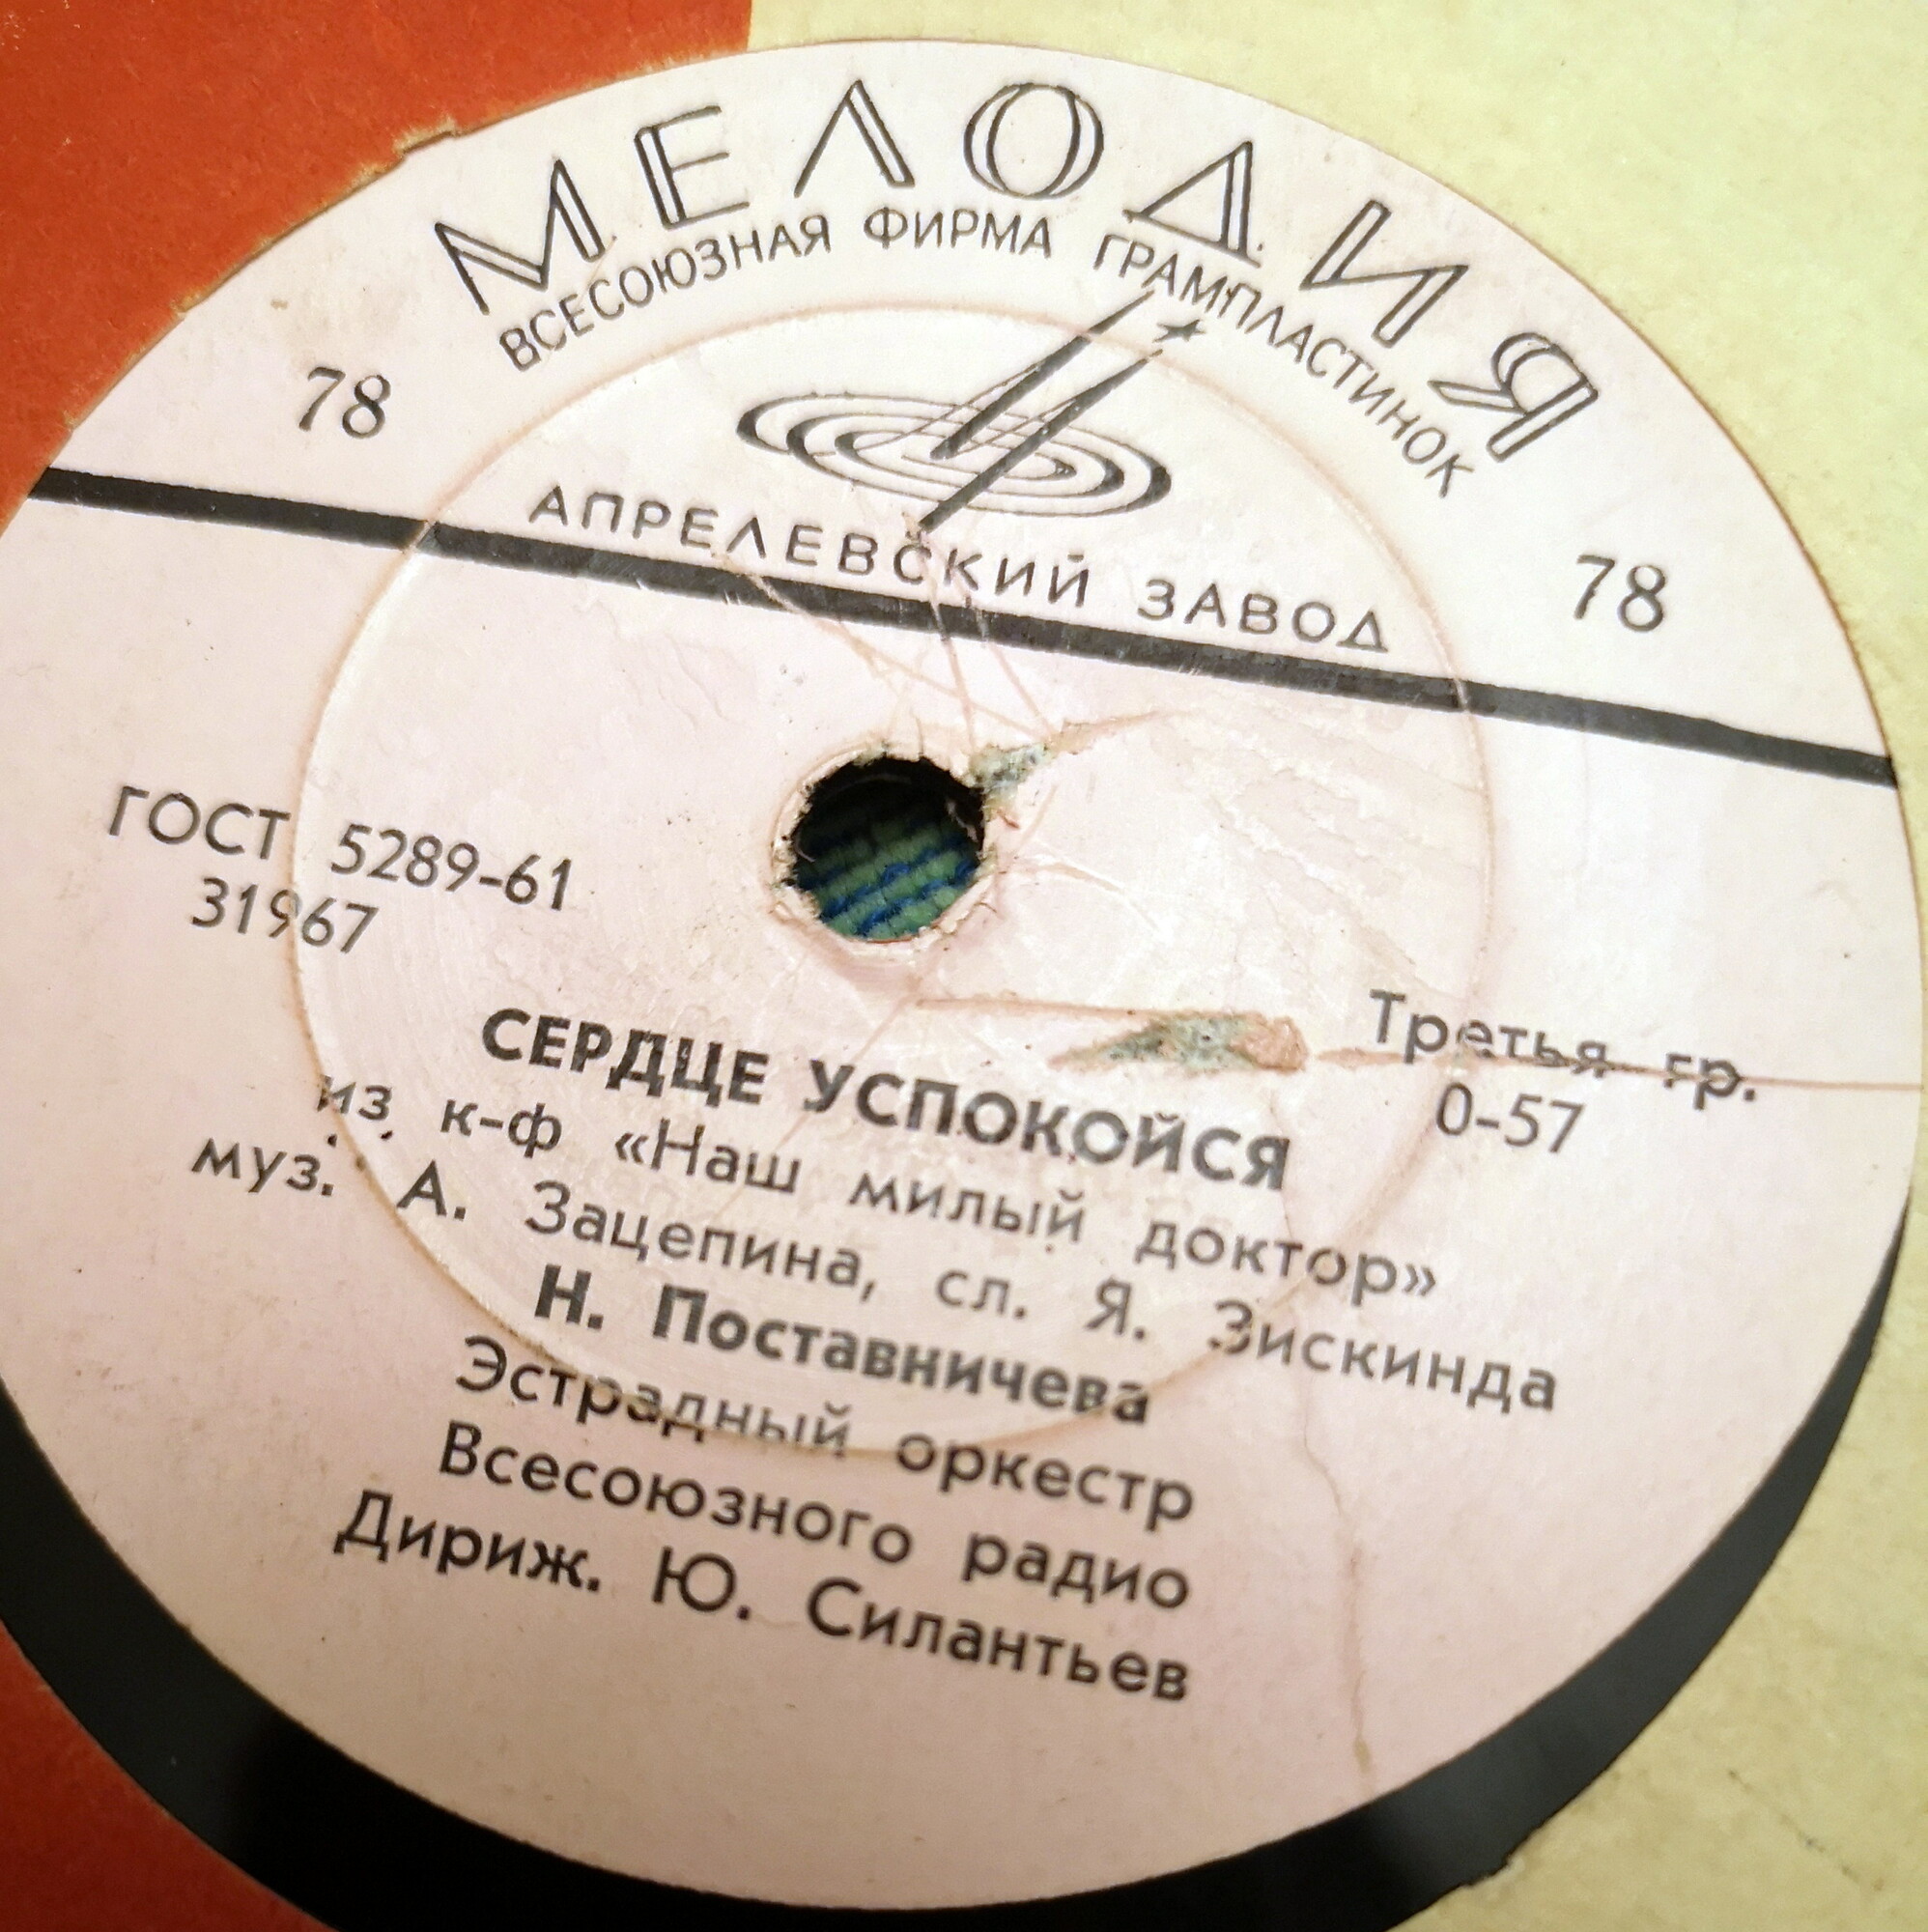 МЕЛОДИЯ
ВСЕСОЮЗНАЯ ФИРМА ГРАМПЛАСТИНОК
78
78
АПРЕЛЕВСКИЙ ЗАВОД
ГОСТ 5289-61
31967
Третья гр.
0-57
СЕРДЦЕ УСПОКОЙСЯ
из к-ф «Наш милый доктор»
муз. А. Зацепина, сл. Я. Зискинда
Н. Поставничева
Эстрадный оркестр
Всесоюзного радио
Дириж. Ю. Силантьев